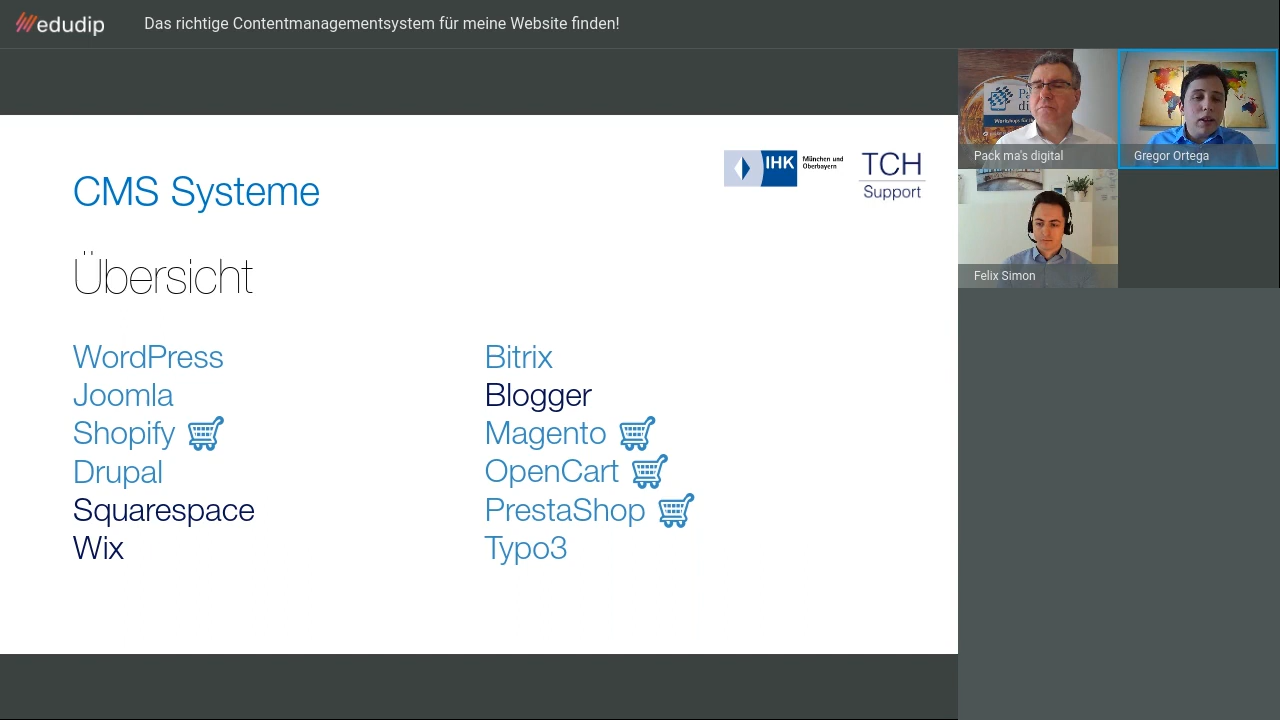 edudip
Das richtige Contentmanagementsystem für meine Website finden!
CMS Systeme
IHK
München und
Oberbayern
TCH
Support
Übersicht
WordPress
Joomla
Shopify
Drupal
Squarespace
Wix
Bitrix
Blogger
Magento
OpenCart
PrestaShop
Typo3
Pack ma's digital
Gregor Ortega
Felix Simon